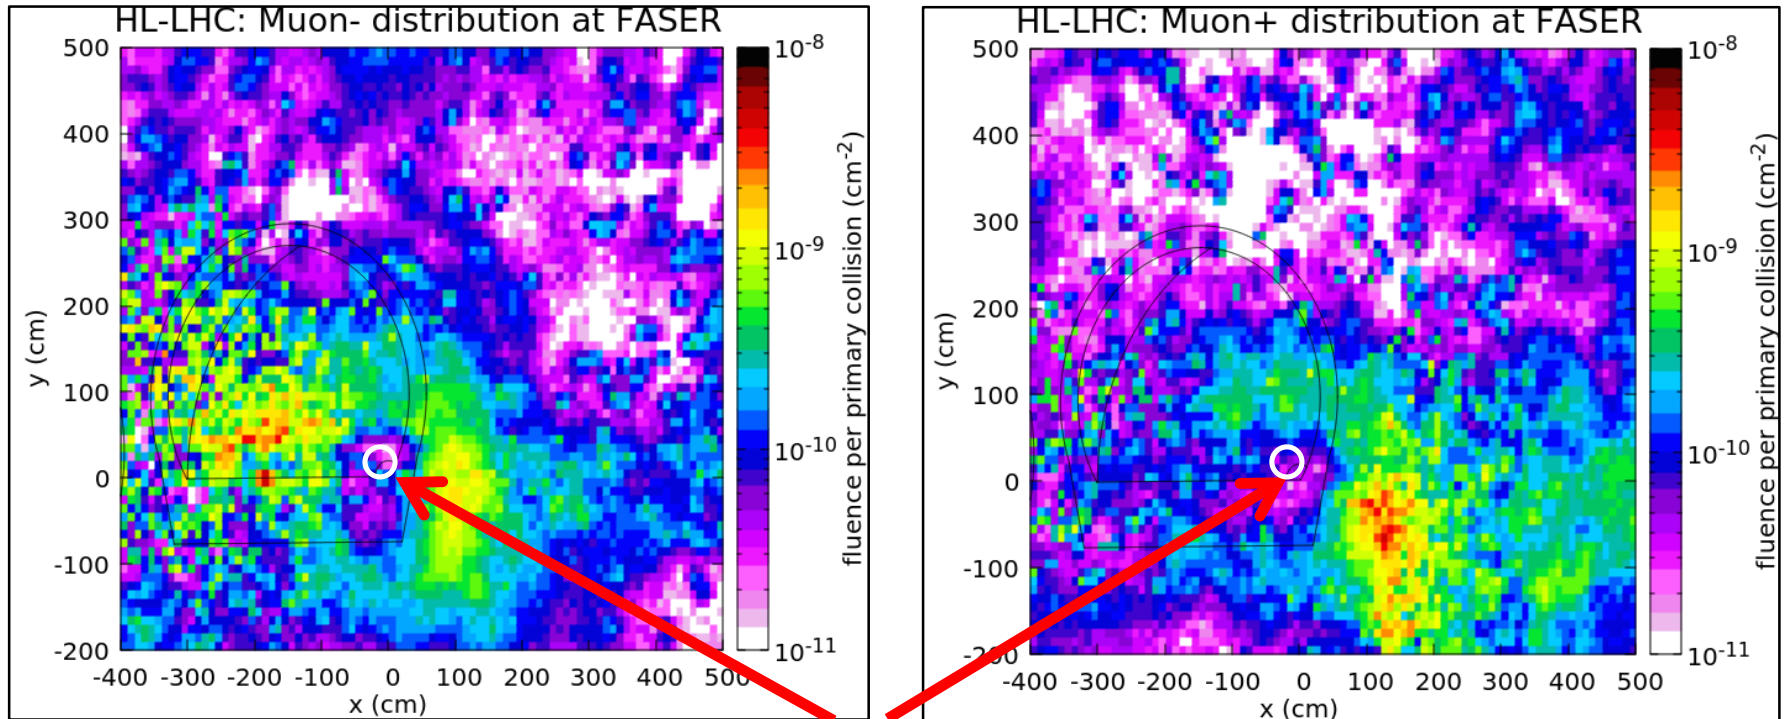 HL-LHC: Muon- distribution at FASER
500
400
300
200
100
0
-100
-200
y (cm)
-400 -300 -200 -100 0 100 200 300 400 500
x (cm)
10-8
10-9
10-10
10-11
fluence per primary collision (cm-2)
HL-LHC: Muon+ distribution at FASER
500
400
300
200
100
0
-100
-200
y (cm)
-400 -300 -200 -100 0 100 200 300 400 500
x (cm)
10-8
10-9
10-10
10-11
fluence per primary collision (cm-2)